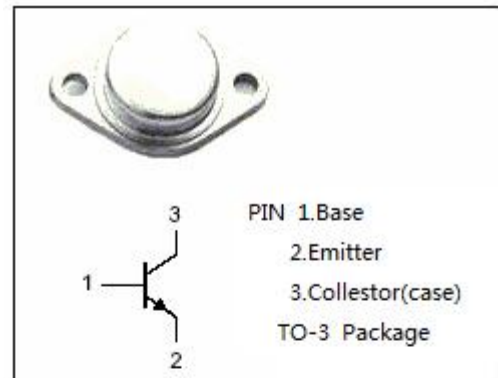 3
1
2
PIN 1.Base
2.Emitter
3.Collestor(case)
TO-3 Package